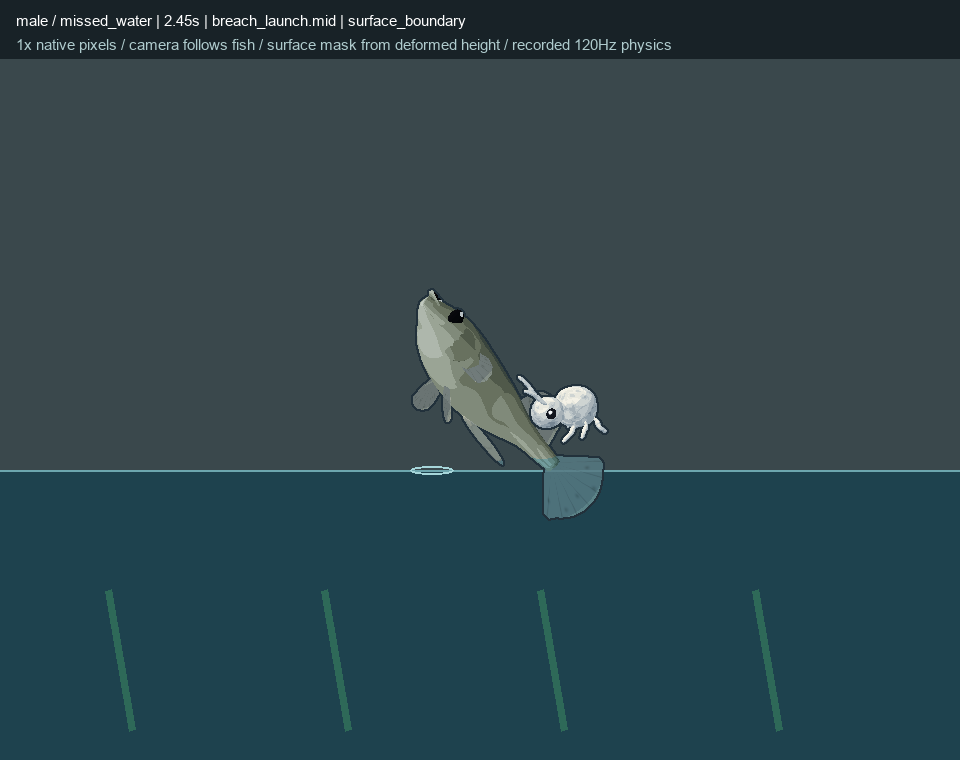 male / missed_water | 2.45s | breach_launch.mid | surface_boundary
1x native pixels / camera follows fish / surface mask from deformed height / recorded 120Hz physics